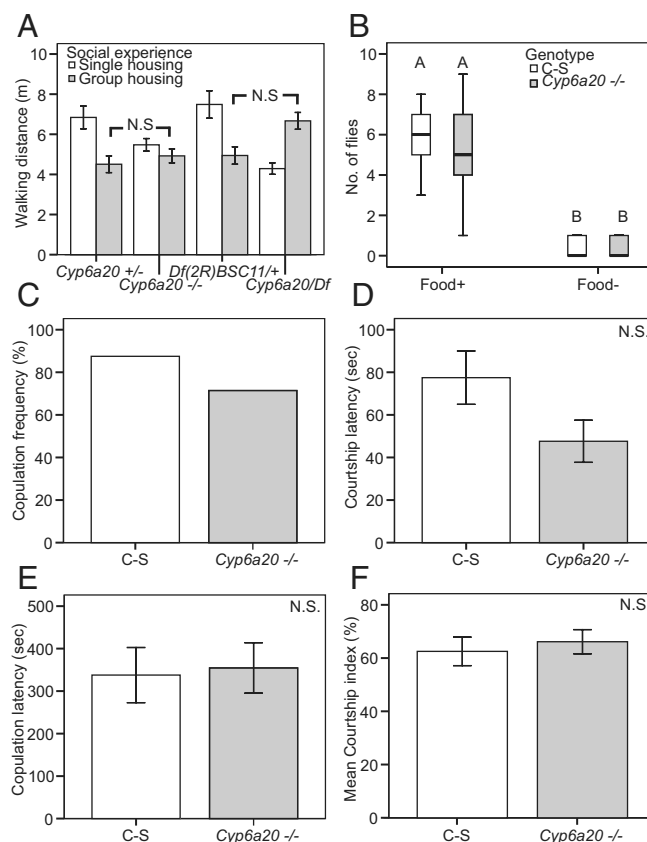 A
Social experience
Single housing
Group housing
N.S
N.S
Walking distance (m)
8
6
4
2
0
Cyp6a20 +/-
Cyp6a20 -/-
Df(2R)BSC11/+
Cyp6a20/Df
B
Genotype
C-S
Cyp6a20 -/-
A
A
B
B
No. of flies
10
8
6
4
2
0
Food+
Food-
C
Copulation frequency (%)
100
80
60
40
20
0
C-S
Cyp6a20 -/-
D
N.S.
Courtship latency (sec)
100
80
60
40
20
0
C-S
Cyp6a20 -/-
E
N.S.
Copulation latency (sec)
500
400
300
200
100
0
C-S
Cyp6a20 -/-
F
N.S
Mean Courtship index (%)
80
60
40
20
0
C-S
Cyp6a20 -/-